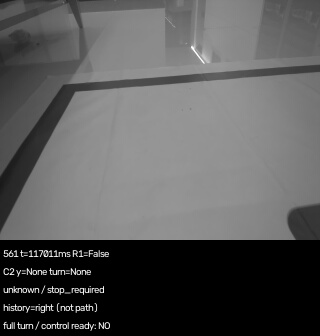 561 t=117011ms R1=False
C2 y=None turn=None
unknown / stop_required
history=right (not path)
full turn / control ready: NO